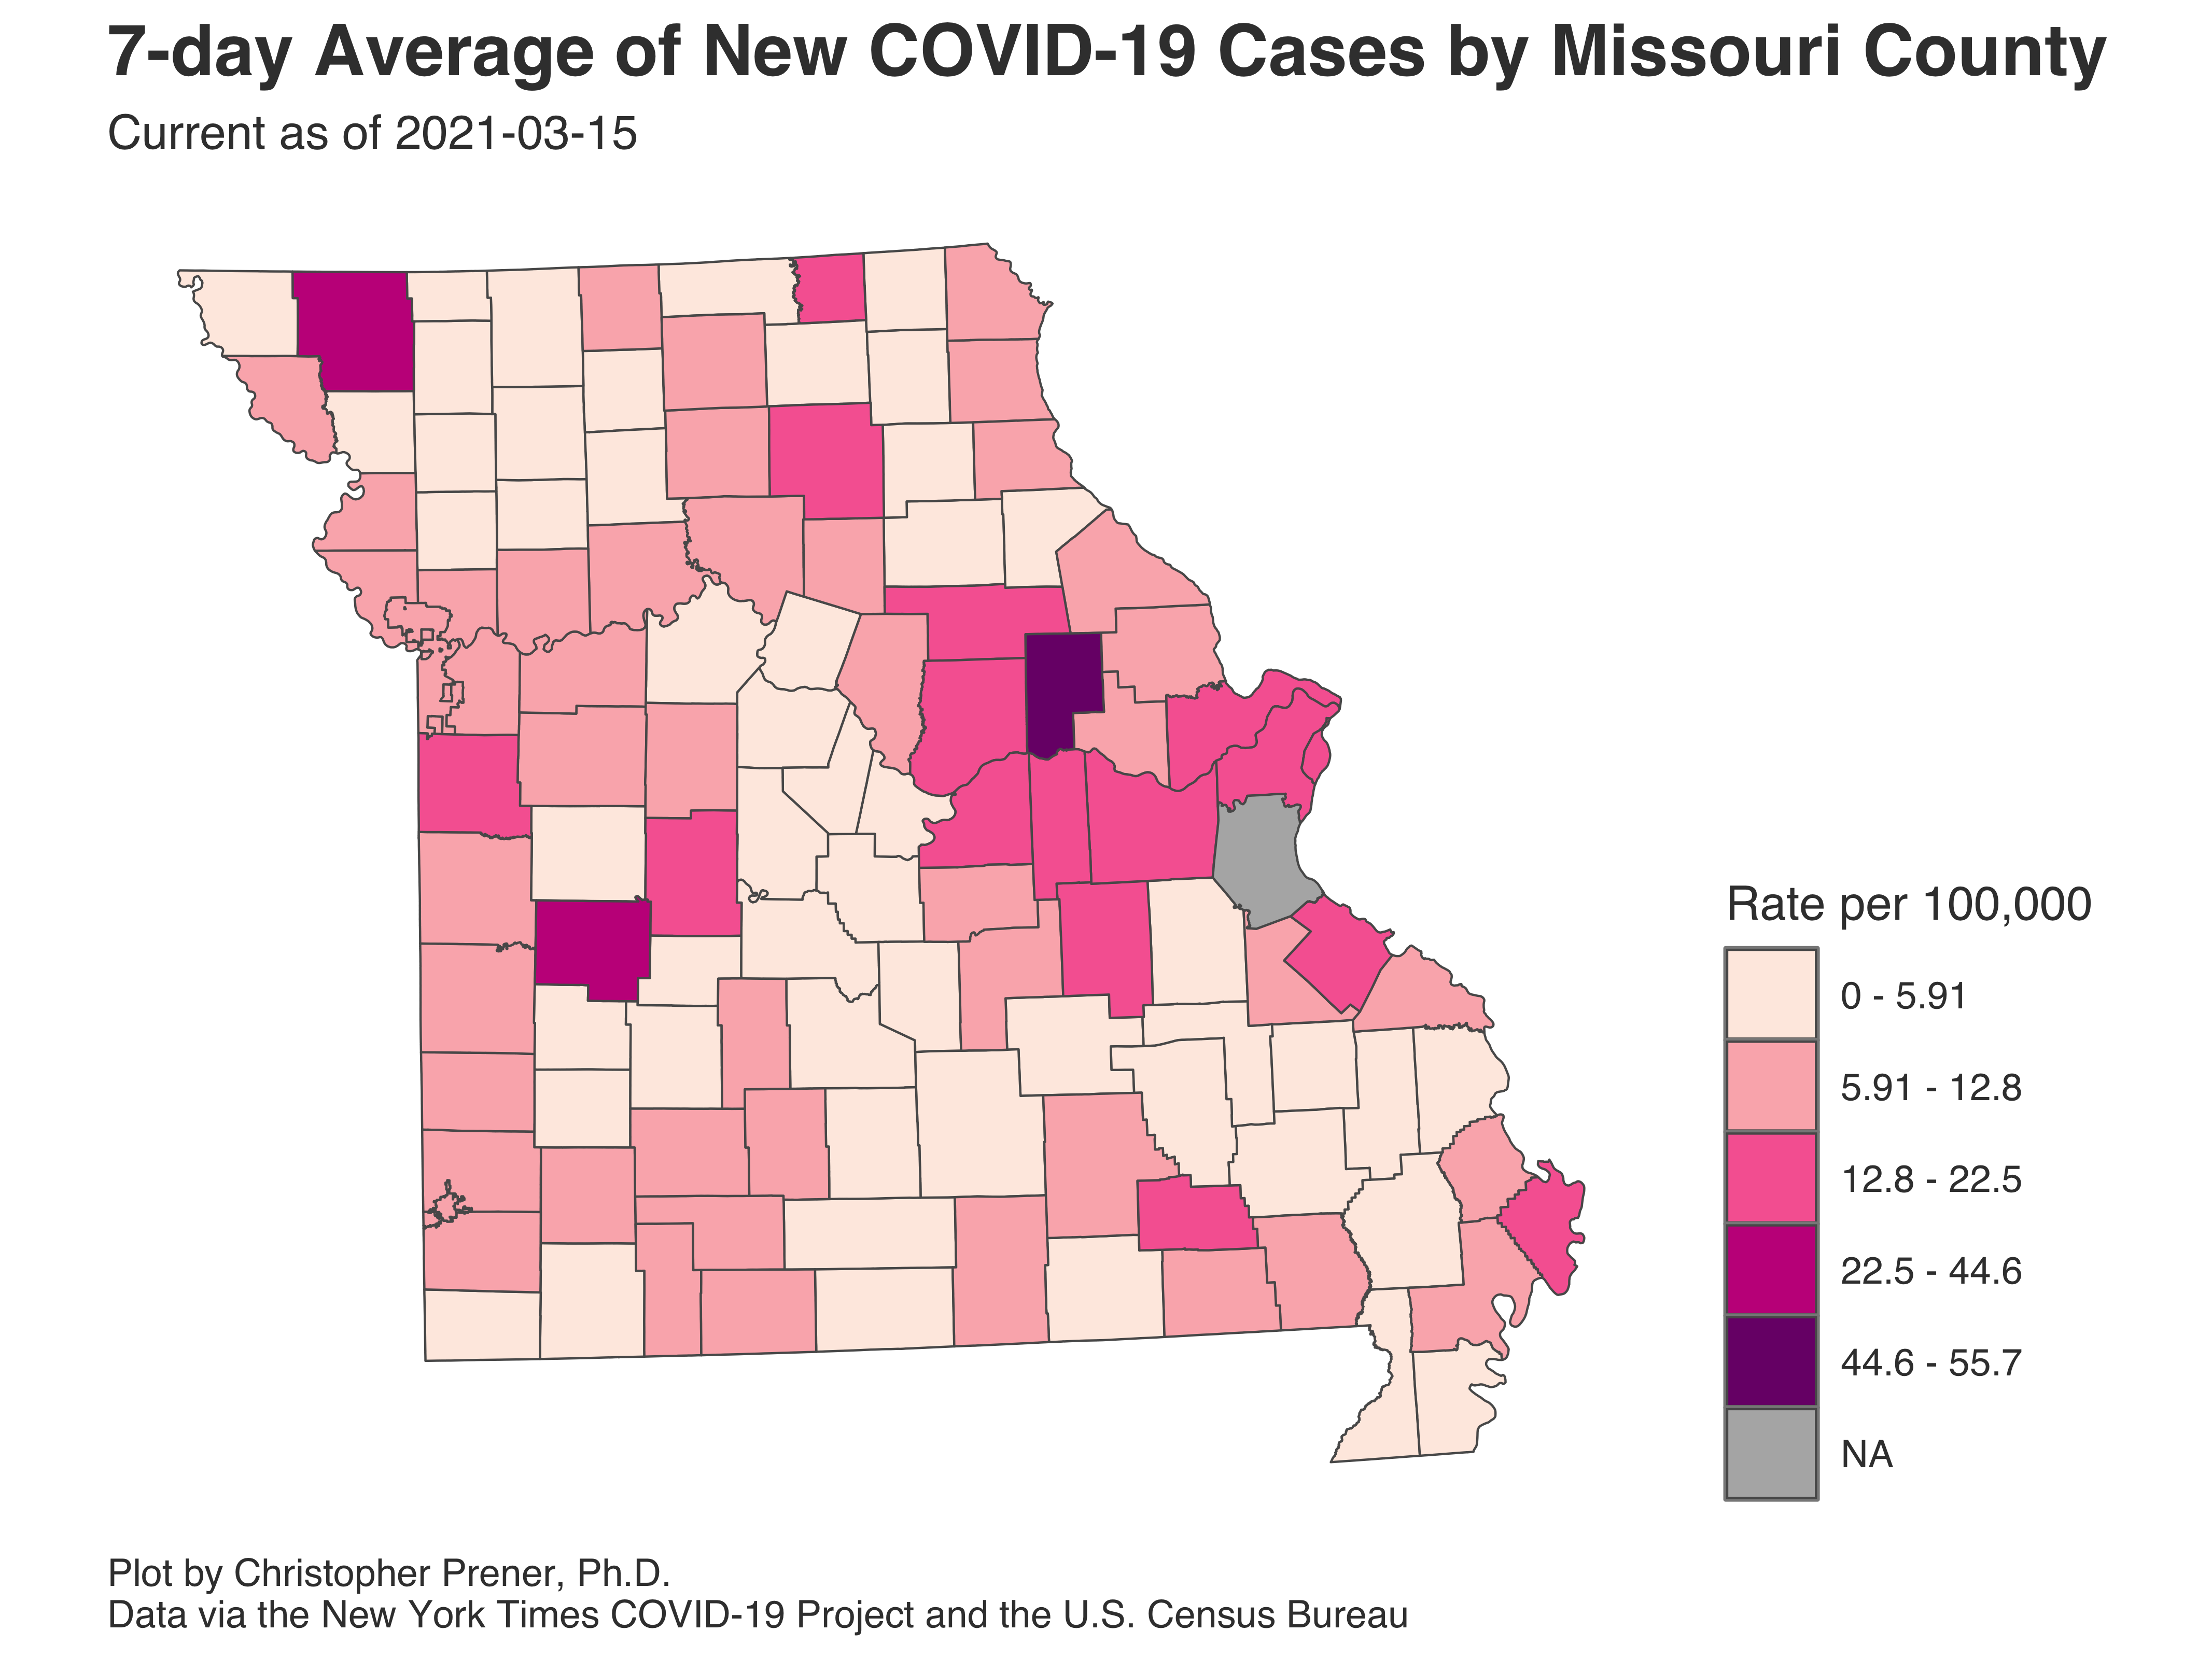 7-day Average of New COVID-19 Cases by Missouri County
Current as of 2021-03-15
Rate per 100,000
0 - 5.91
5.91 - 12.8
12.8 - 22.5
22.5 - 44.6
44.6 - 55.7
NA
Plot by Christopher Prener, Ph.D.
Data via the New York Times COVID-19 Project and the U.S. Census Bureau